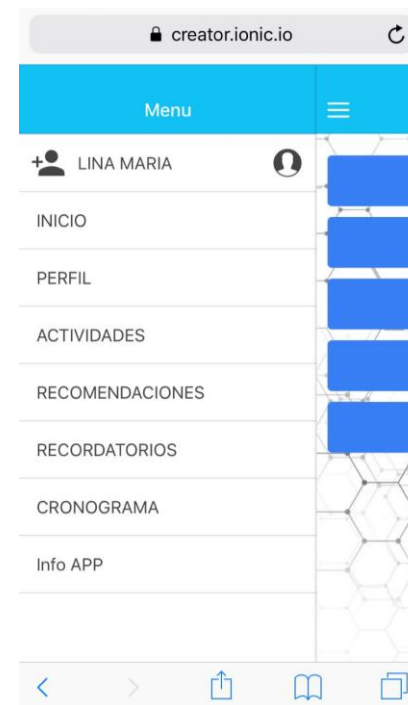 creator.ionic.io
Menu
LINA MARIA
INICIO
PERFIL
ACTIVIDADES
RECOMENDACIONES
RECORDATORIOS
CRONOGRAMA
Info APP